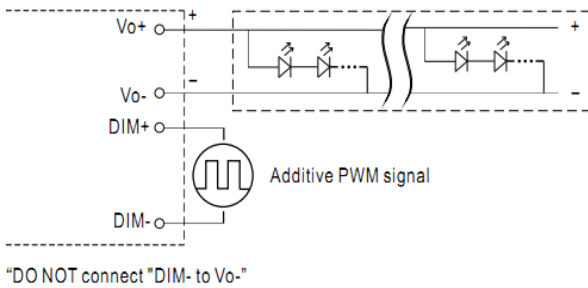 Vo+
+
+
Vo-
−
−
DIM+
Additive PWM signal
DIM-
“DO NOT connect "DIM- to Vo-”